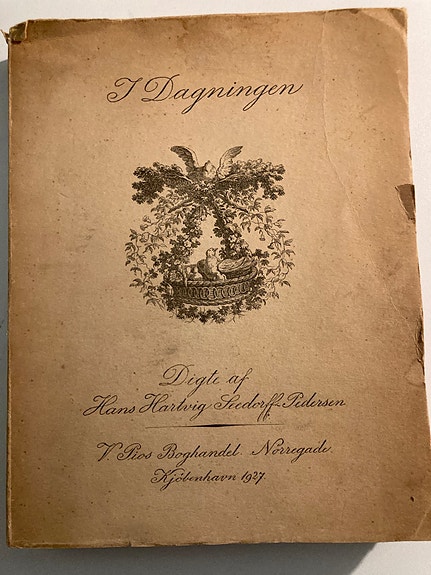 I Dagningen
Digte af
Hans Hartvig Seedorff-Pedersen
V. Pios Boghandel. Nørregade.
Kjøbenhavn 1927.